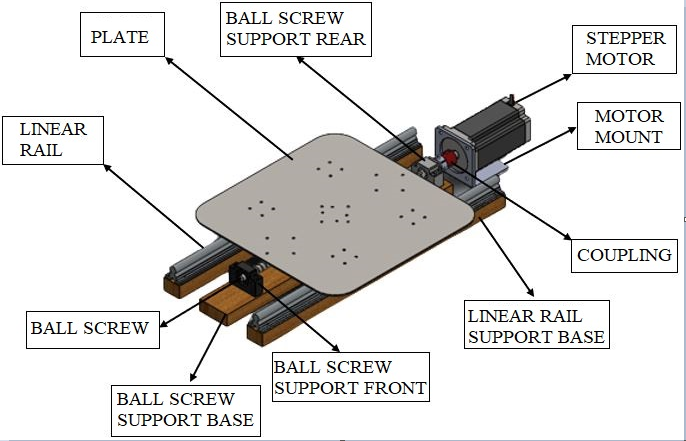 BALL SCREW
SUPPORT REAR
PLATE
STEPPER
MOTOR
LINEAR
RAIL
MOTOR
MOUNT
COUPLING
BALL SCREW
LINEAR RAIL
SUPPORT BASE
BALL SCREW
SUPPORT FRONT
BALL SCREW
SUPPORT BASE